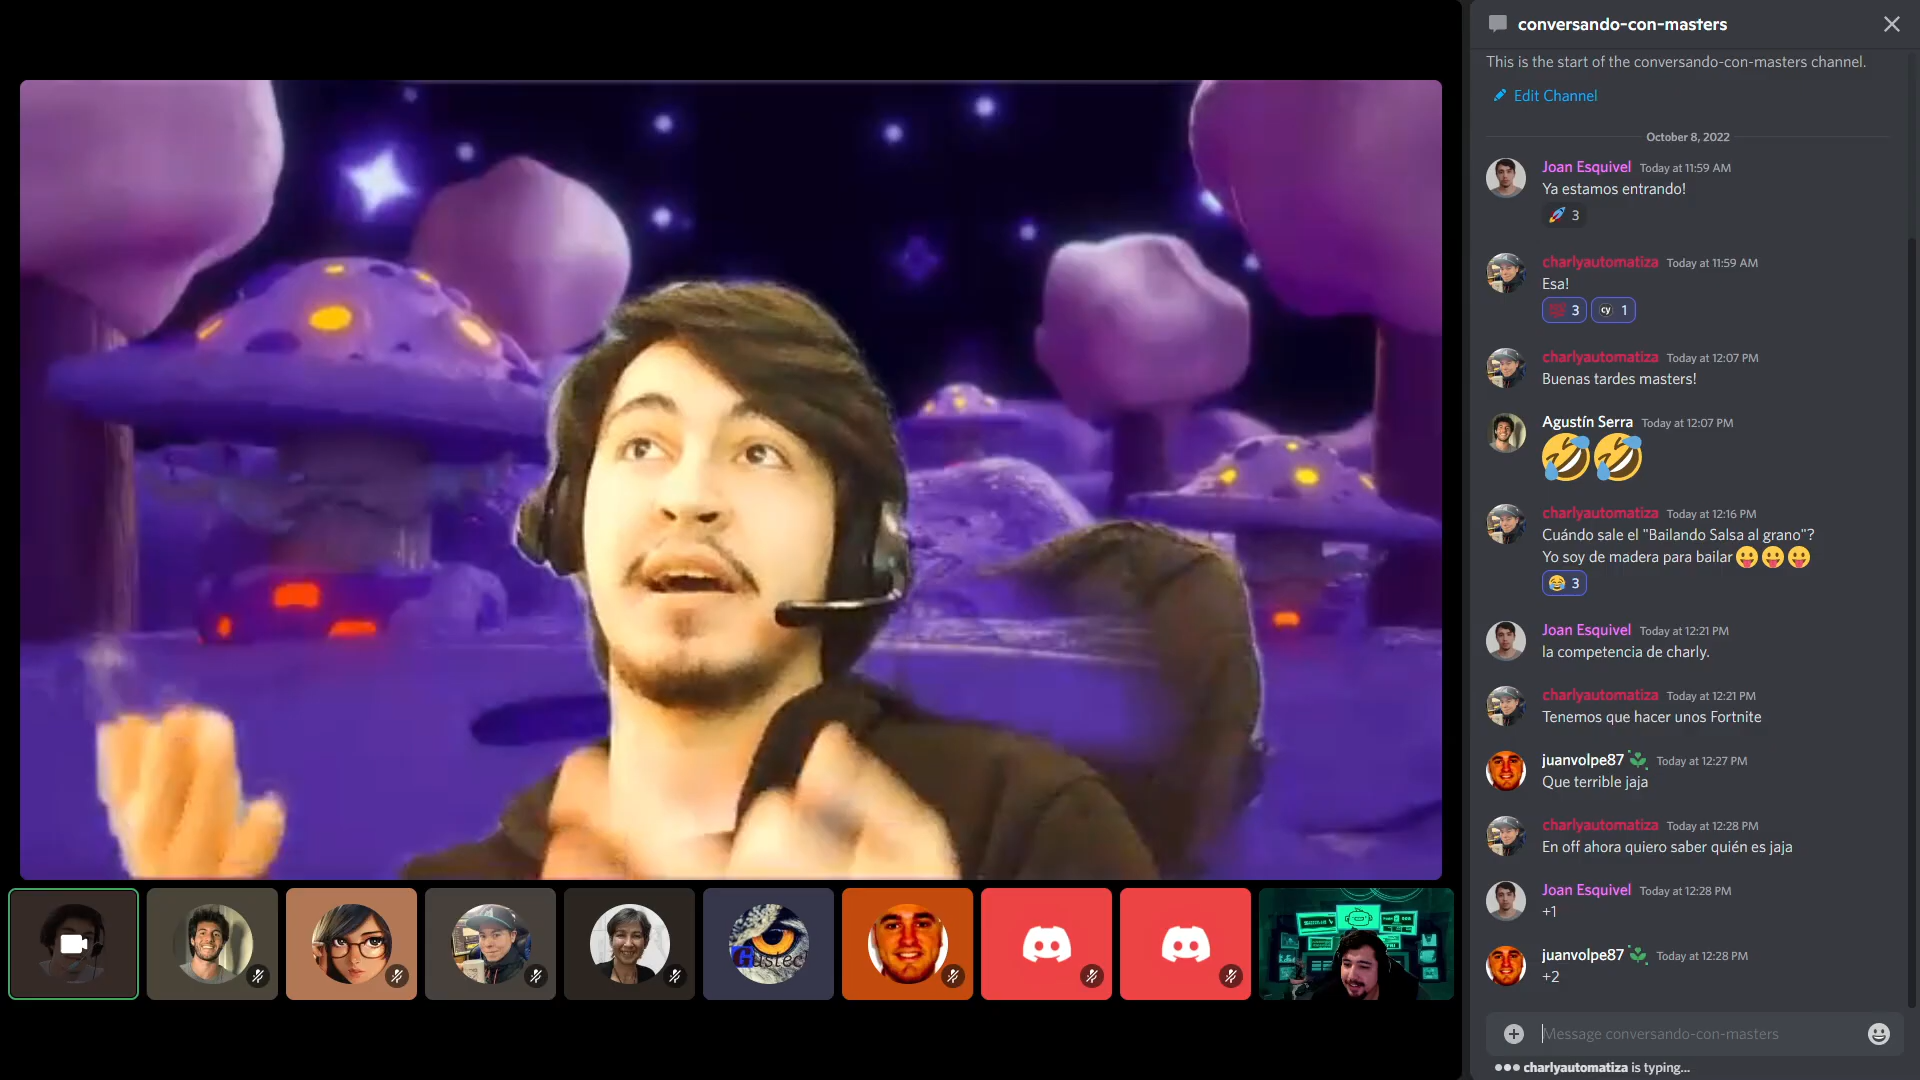 conversando-con-masters
This is the start of the conversando-con-masters channel.
Edit Channel
October 8, 2022
Joan Esquivel Today at 11:59 AM
Ya estamos entrando!
3
charlyautomatiza Today at 11:59 AM
Esa!
3 cy 1
charlyautomatiza Today at 12:07 PM
Buenas tardes masters!
Agustín Serra Today at 12:07 PM
charlyautomatiza Today at 12:16 PM
Cuándo sale el "Bailando Salsa al grano"?
Yo soy de madera para bailar
3
Joan Esquivel Today at 12:21 PM
la competencia de charly.
charlyautomatiza Today at 12:21 PM
Tenemos que hacer unos Fortnite
juanvolpe87 Today at 12:27 PM
Que terrible jaja
charlyautomatiza Today at 12:28 PM
En off ahora quiero saber quién es jaja
Joan Esquivel Today at 12:28 PM
+1
juanvolpe87 Today at 12:28 PM
+2
Message conversando-con-masters
charlyautomatiza is typing...